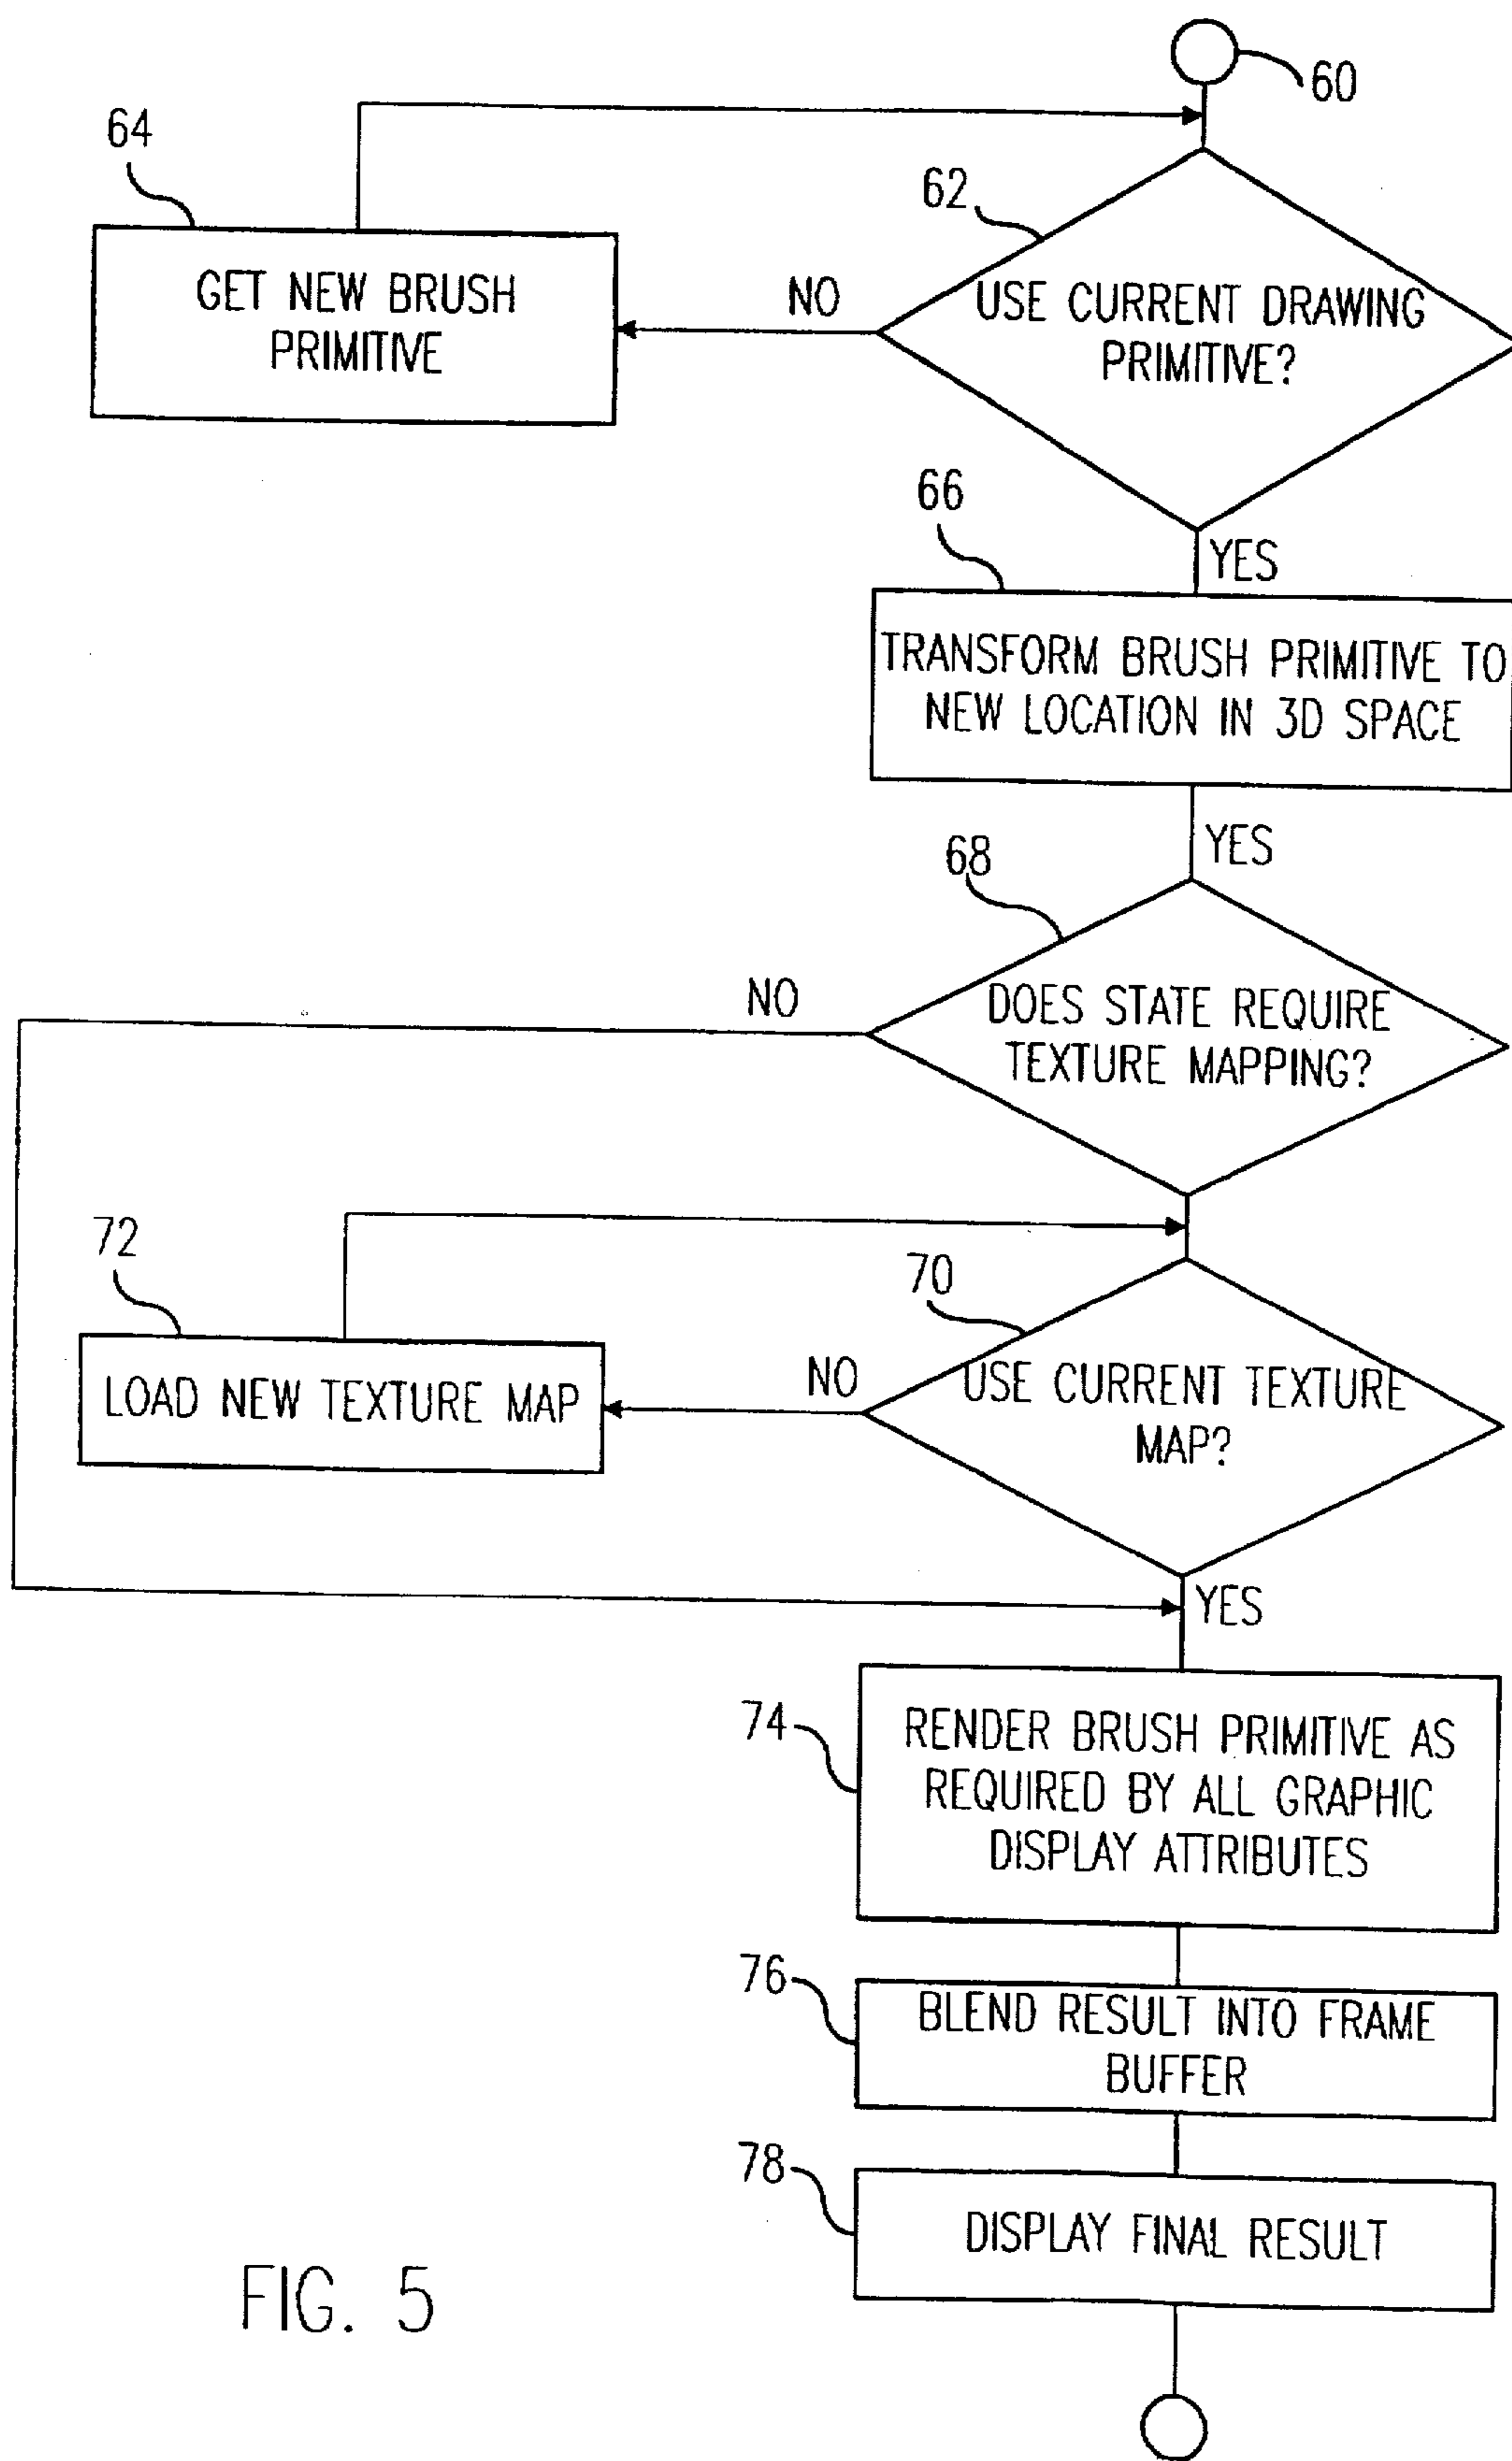 60
64
62
GET NEW BRUSH
PRIMITIVE
NO
USE CURRENT DRAWING
PRIMITIVE?
66
YES
TRANSFORM BRUSH PRIMITIVE TO
NEW LOCATION IN 3D SPACE
YES
68
NO
DOES STATE REQUIRE
TEXTURE MAPPING?
72
70
LOAD NEW TEXTURE MAP
NO
USE CURRENT TEXTURE
MAP?
YES
74
RENDER BRUSH PRIMITIVE AS
REQUIRED BY ALL GRAPHIC
DISPLAY ATTRIBUTES
76
BLEND RESULT INTO FRAME
BUFFER
78
DISPLAY FINAL RESULT
FIG. 5